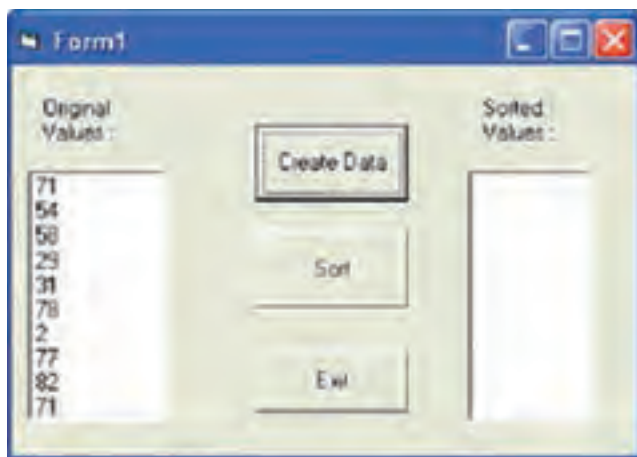 Form1
Original
Values :
Sorted
Values :
Create Data
Sort
Exit
71
54
58
29
31
78
2
77
82
71